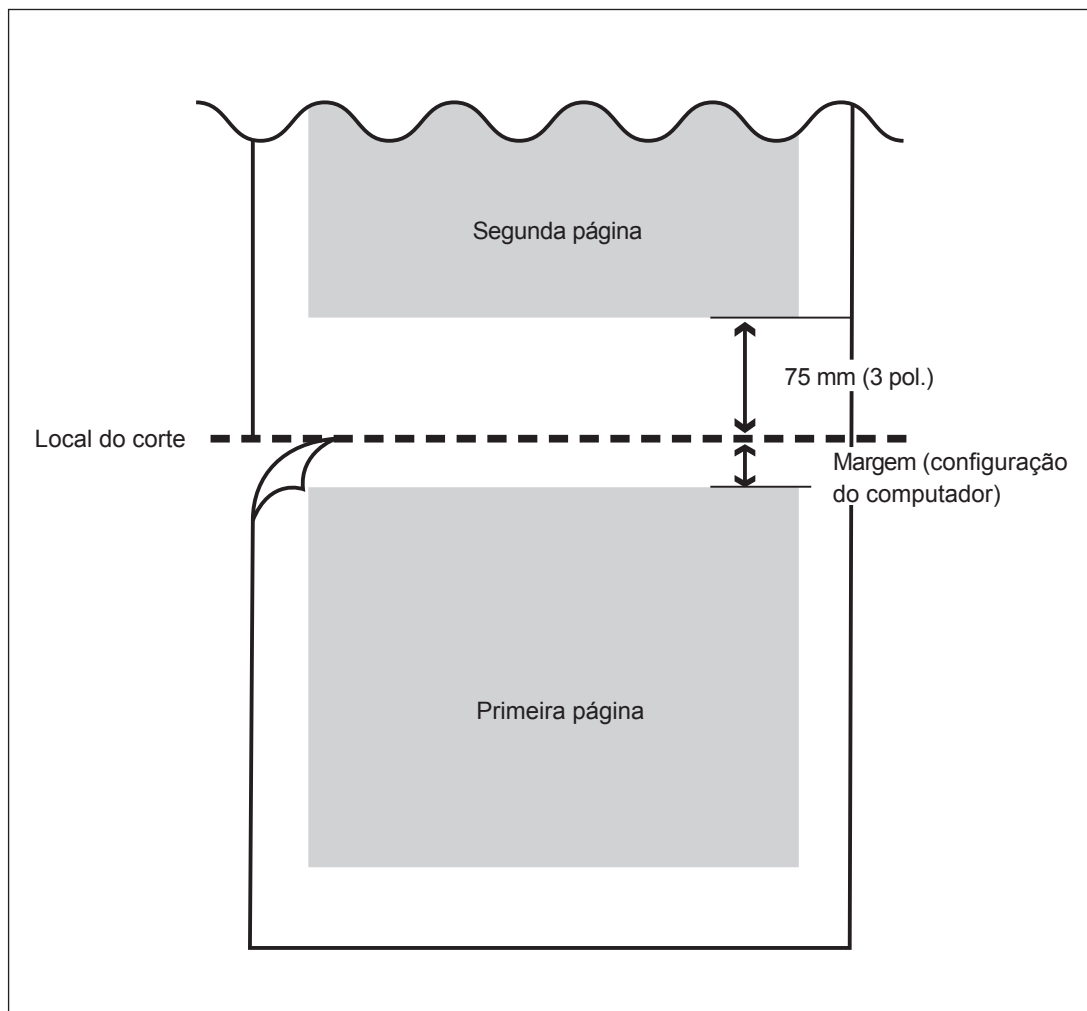 Segunda página
75 mm (3 pol.)
Local do corte
Margem (configuração
do computador)
Primeira página